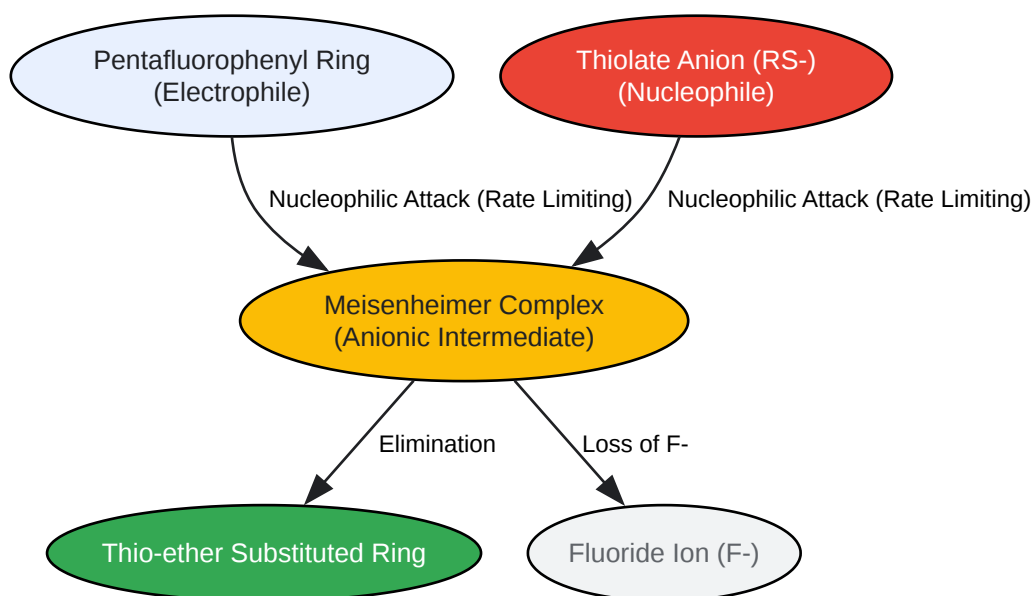 Pentafluorophenyl Ring
(Electrophile)
Thiolate Anion (RS-)
(Nucleophile)
Nucleophilic Attack (Rate Limiting)
Nucleophilic Attack (Rate Limiting)
Meisenheimer Complex
(Anionic Intermediate)
Elimination
Loss of F-
Thio-ether Substituted Ring
Fluoride Ion (F-)